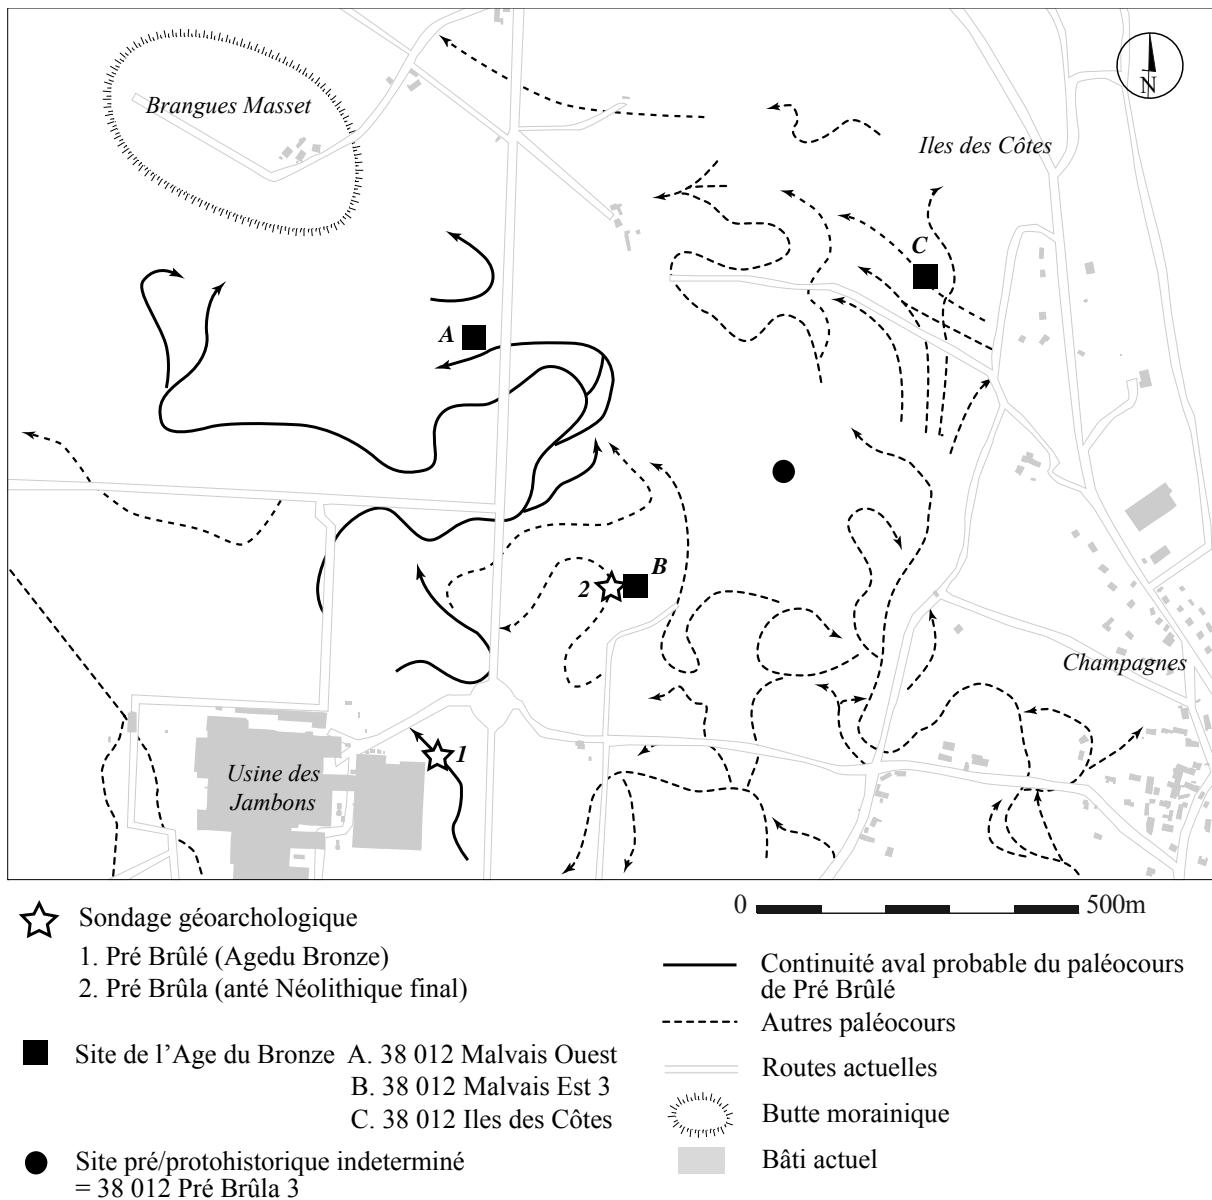 Brangues Masset
N
Iles des Côtes
C
A
B
2
Champagnes
1
Usine des
Jambons
Sondage géoarchologique
1. Pré Brûlé (Agedu Bronze)
2. Pré Brûla (anté Néolithique final)
Site de l'Age du Bronze A. 38 012 Malvais Ouest
B. 38 012 Malvais Est 3
C. 38 012 Iles des Côtes
Site pré/protohistorique indeterminé
= 38 012 Pré Brûla 3
0 500m
Continuité aval probable du paléocours
de Pré Brûlé
Autres paléocours
Routes actuelles
Butte morainique
Bâti actuel